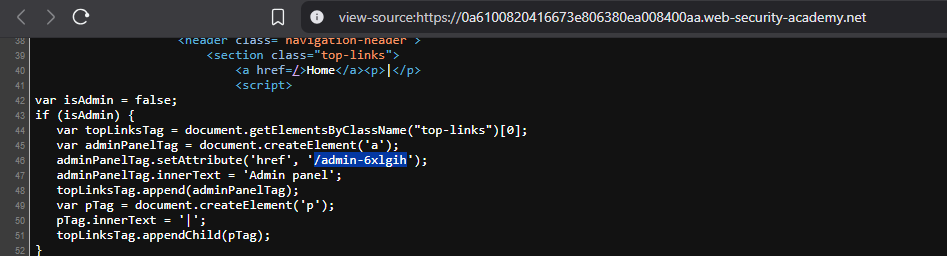 view-source:https://0a6100820416673e806380ea008400aa.web-security-academy.net
38 <header class="navigation-header">
39 <section class="top-links">
40 <a href=/>Home</a><p>|</p>
41 <script>
42 var isAdmin = false;
43 if (isAdmin) {
44 var topLinksTag = document.getElementsByClassName("top-links")[0];
45 var adminPanelTag = document.createElement('a');
46 adminPanelTag.setAttribute('href', '/admin-6xlgih');
47 adminPanelTag.innerText = 'Admin panel';
48 topLinksTag.append(adminPanelTag);
49 var pTag = document.createElement('p');
50 pTag.innerText = '|';
51 topLinksTag.appendChild(pTag);
52 }